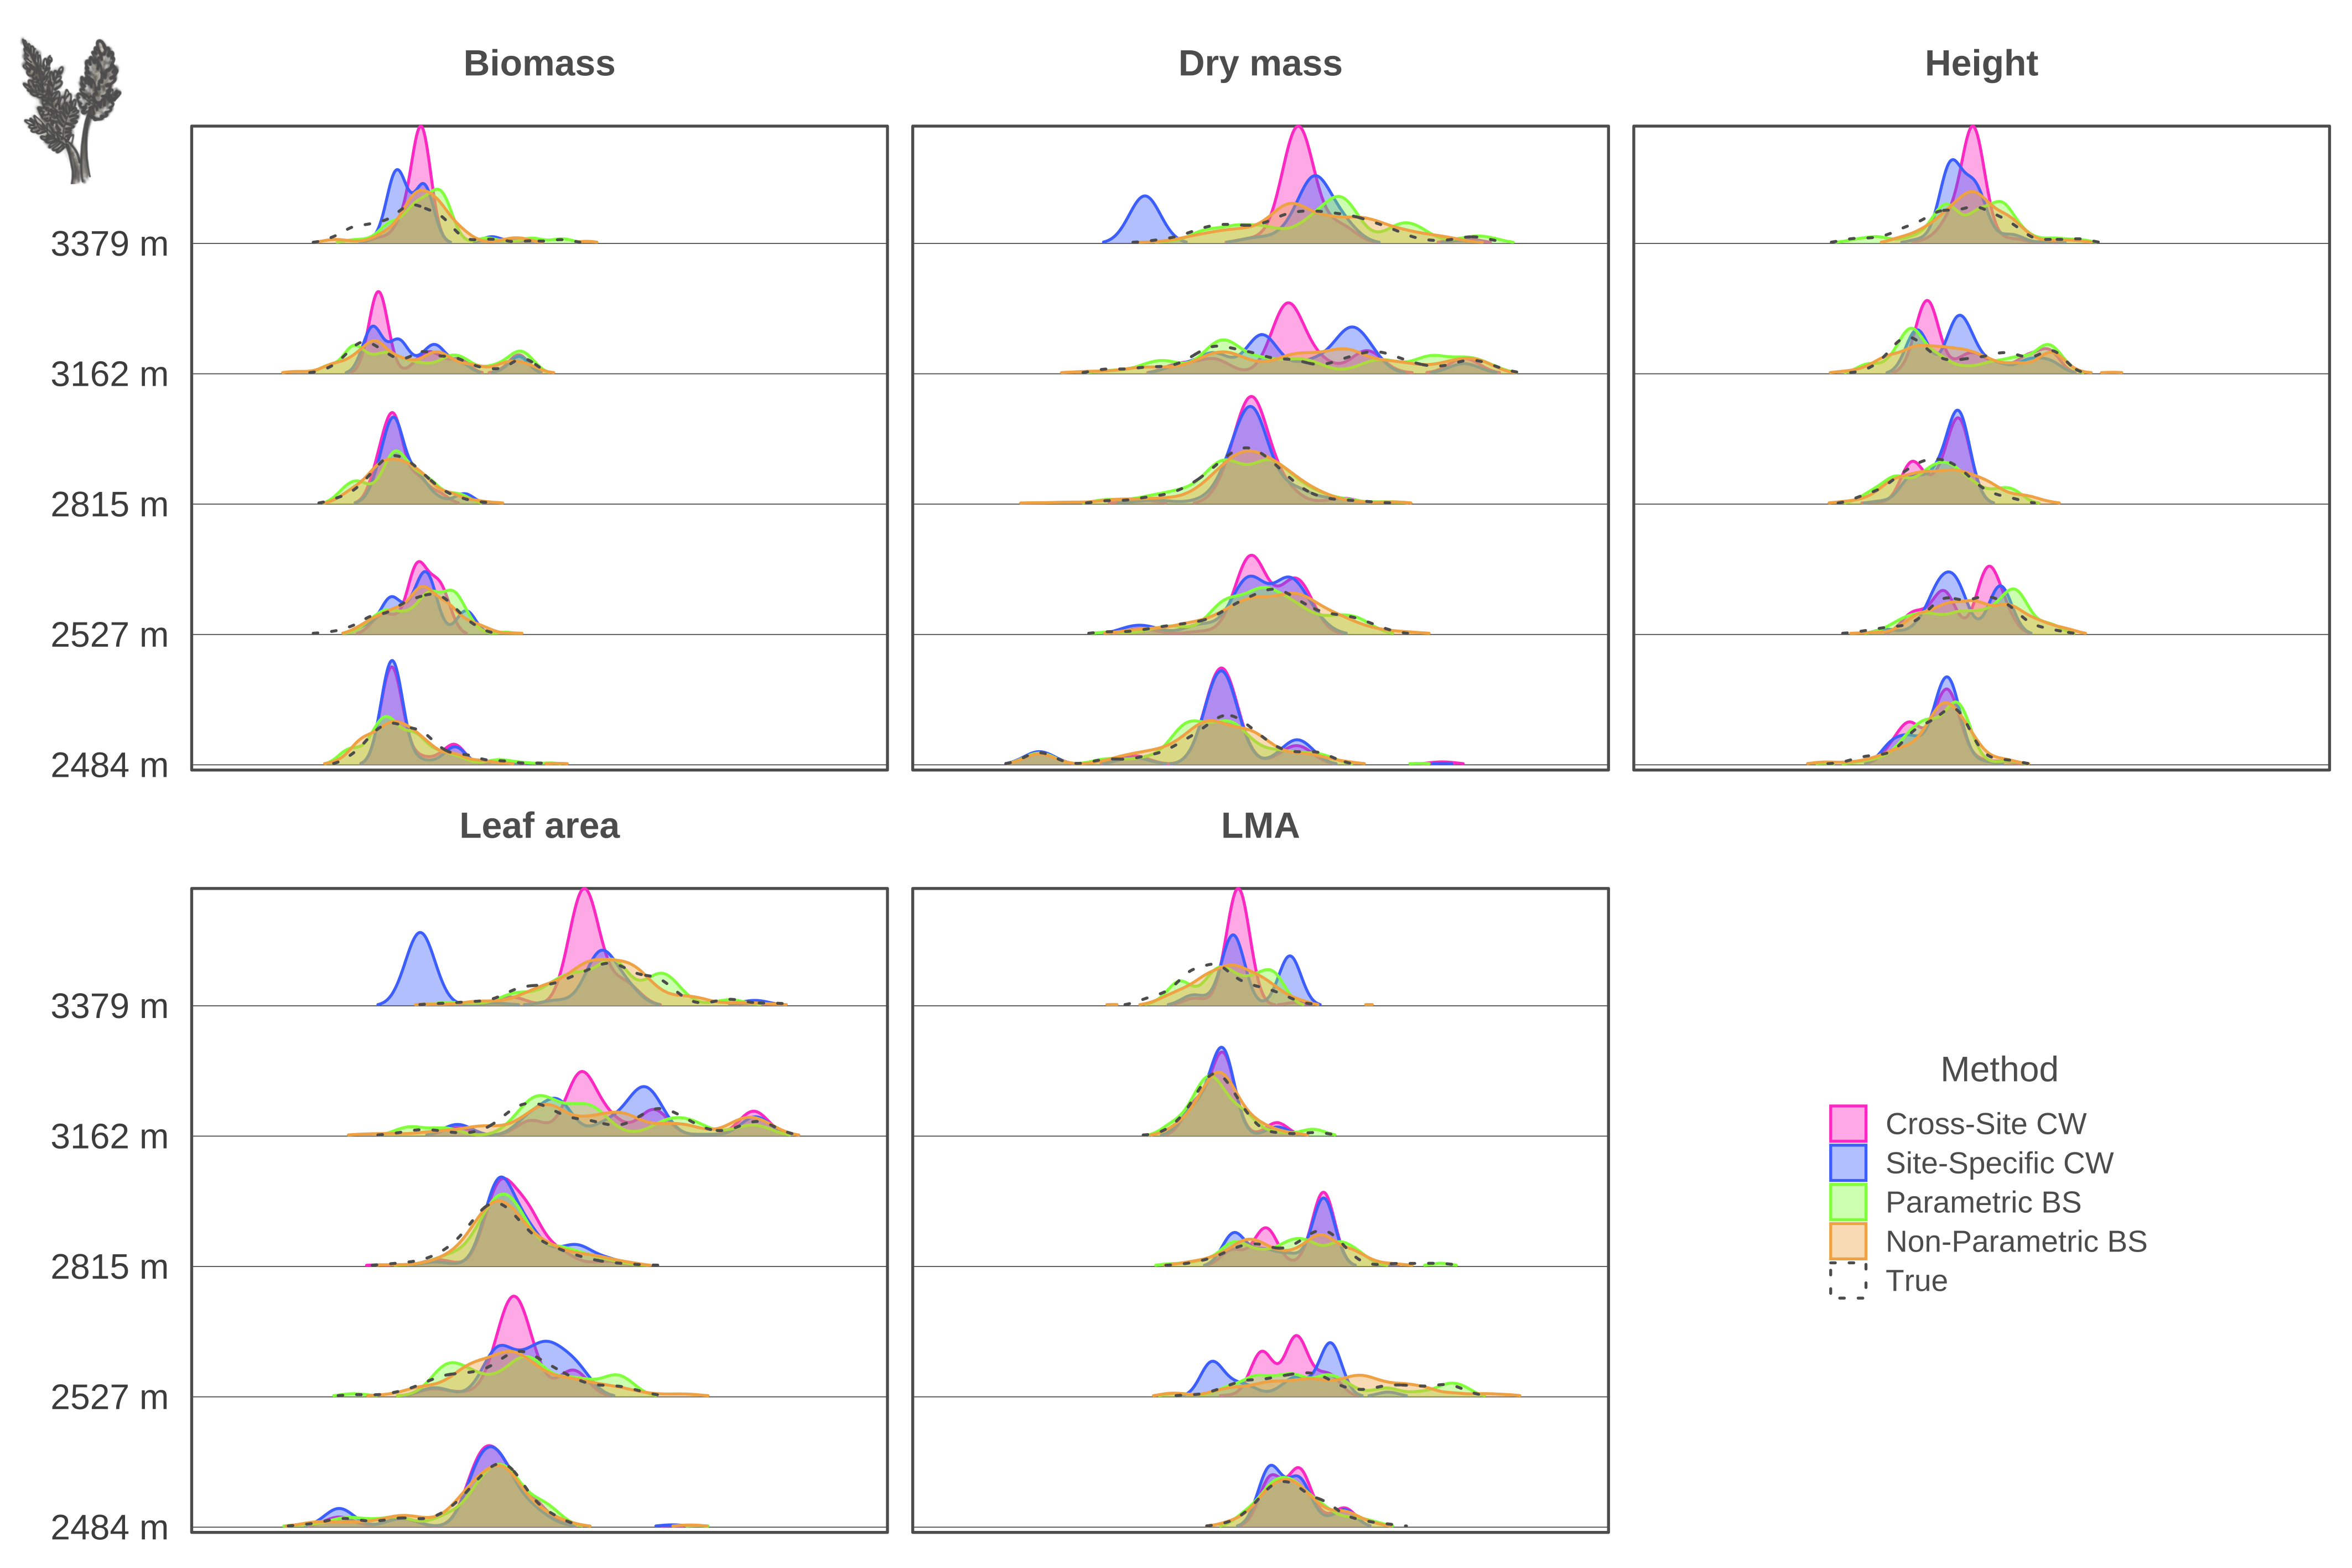 Biomass
Dry mass
Height
3379 m
3162 m
2815 m
2527 m
2484 m
Leaf area
LMA
3379 m
3162 m
2815 m
2527 m
2484 m
Method
Cross-Site CW
Site-Specific CW
Parametric BS
Non-Parametric BS
True